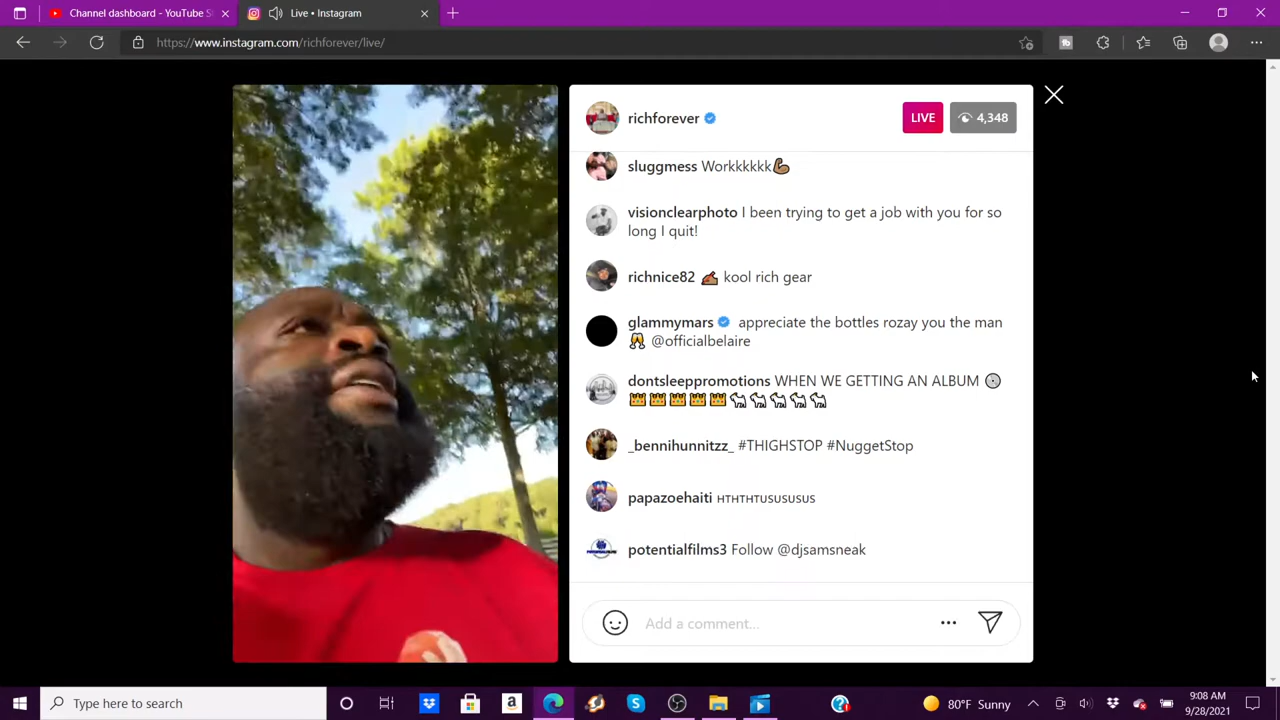 Channel dashboard - YouTube S
Live • Instagram
https://www.instagram.com/richforever/live/
richforever
LIVE
4,348
sluggmess Workkkkkk💪🏾
visionclearphoto I been trying to get a job with you for so
long I quit!
richnice82 kool rich gear
glammymars appreciate the bottles rozay you the man
🥂 @officialbelaire
dontsleeppromotions WHEN WE GETTING AN ALBUM 💿
👑👑👑👑👑🐐🐐🐐🐐🐐
_bennihunnitzz_ #THIGHSTOP #NuggetStop
papazoehaiti ʜᴛʜᴛʜᴛᴜsᴜsᴜsᴜs
potentialfilms3 Follow @djsamsneak
Add a comment...
Type here to search
80°F Sunny
9:08 AM
9/28/2021